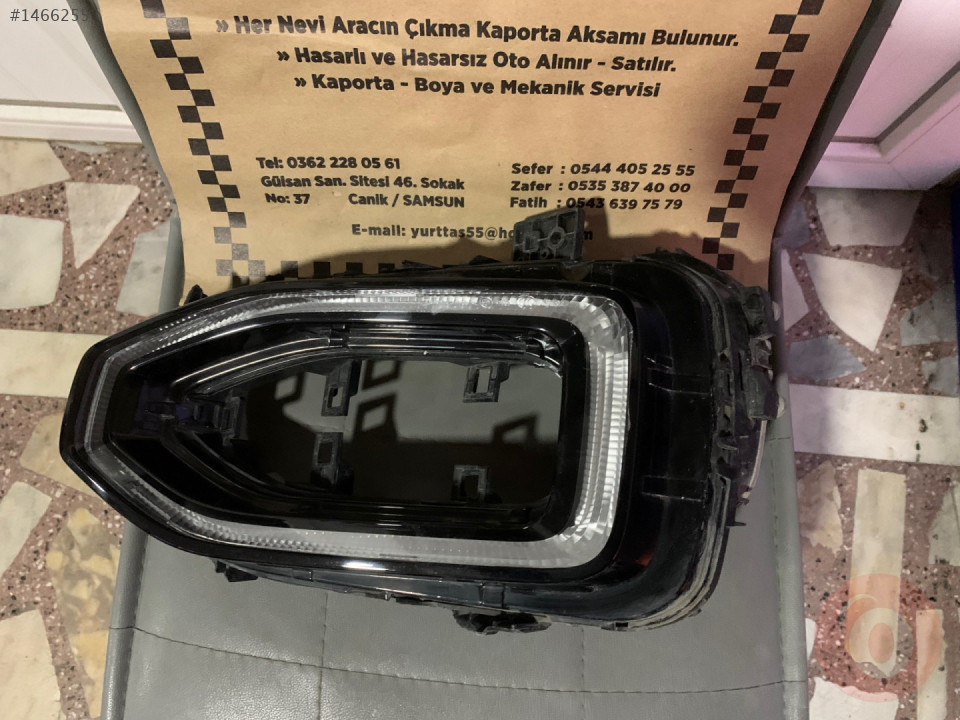 #1466255
» Her Nevi Aracın Çıkma Kaporta Aksamı Bulunur.
» Hasarlı ve Hasarsız Oto Alınır - Satılır.
» Kaporta - Boya ve Mekanik Servisi
Tel: 0362 228 05 61
Gülsan San. Sitesi 46. Sokak
No: 37 Canik / SAMSUN
Sefer : 0544 405 25 55
Zafer : 0535 387 40 00
Fatih : 0543 639 75 79
E-mail: